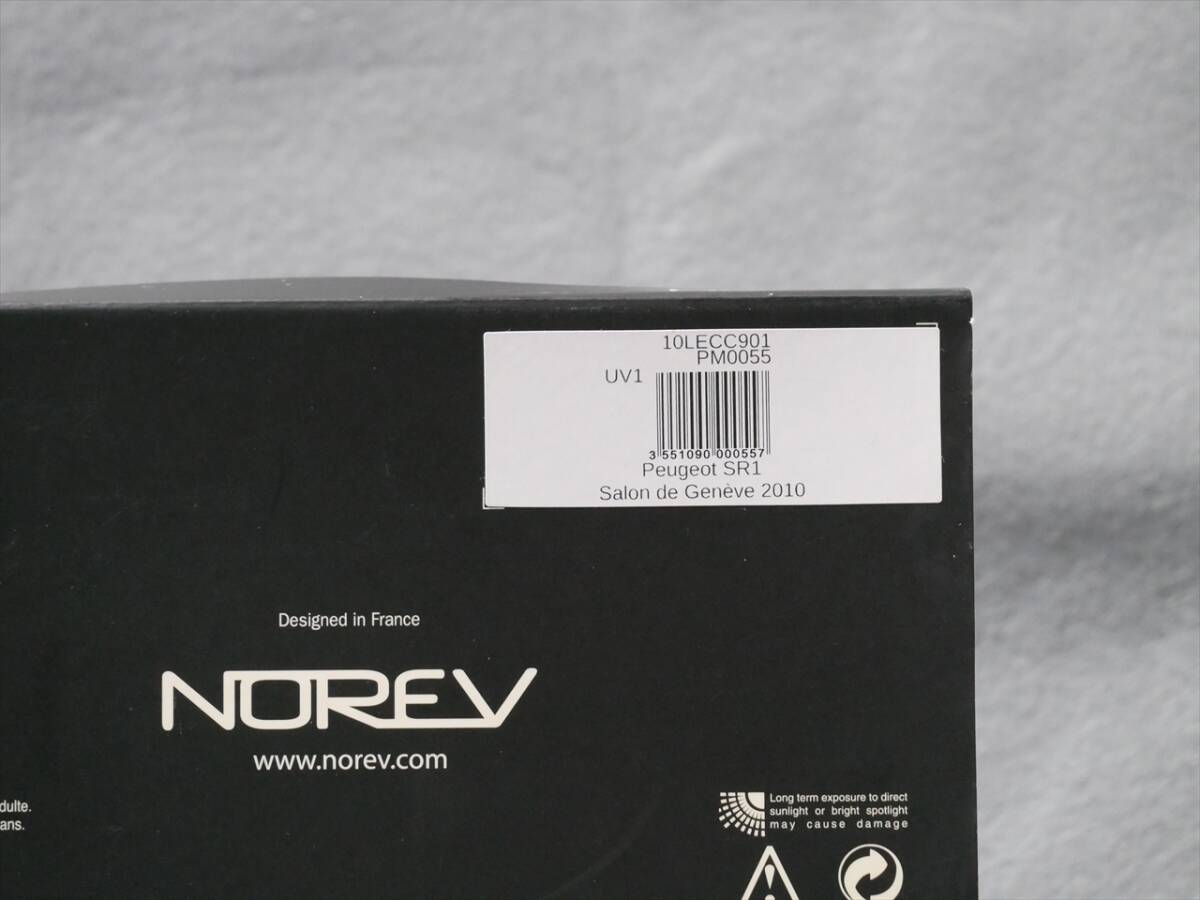 10LECC901
PM0055
UV1
3 551090 000557
Peugeot SR1
Salon de Genève 2010
Designed in France
NOREV
www.norev.com
dulte.
ans.
Long term exposure to direct
sunlight or bright spotlight
may cause damage